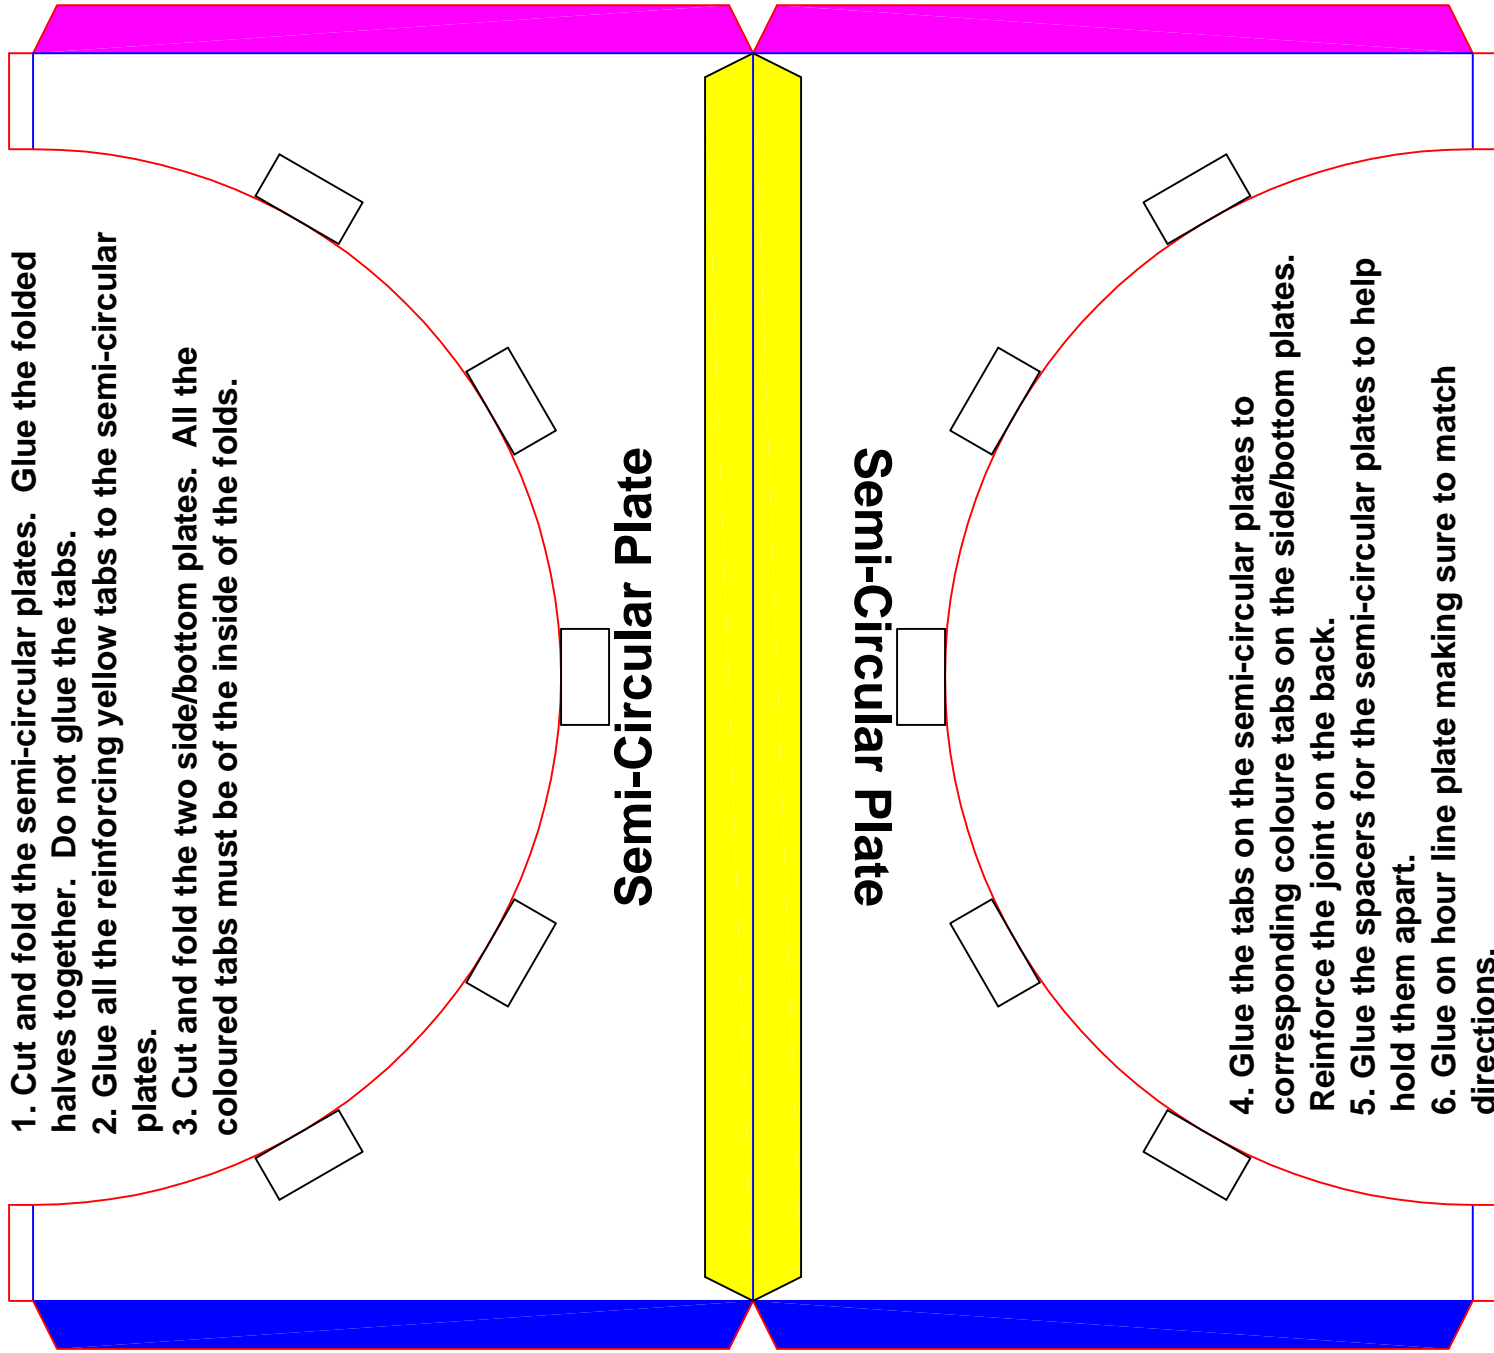 1. Cut and fold the semi-circular plates.  Glue the folded
halves together.  Do not glue the tabs.
2. Glue all the reinforcing yellow tabs to the semi-circular
plates.
3. Cut and fold the two side/bottom plates.  All the
coloured tabs must be of the inside of the folds.
Semi-Circular Plate
Semi-Circular Plate
4. Glue the tabs on the semi-circular plates to
corresponding coloure tabs on the side/bottom plates.
Reinforce the joint on the back.
5. Glue the spacers for the semi-circular plates to help
hold them apart.
6. Glue on hour line plate making sure to match
directions.